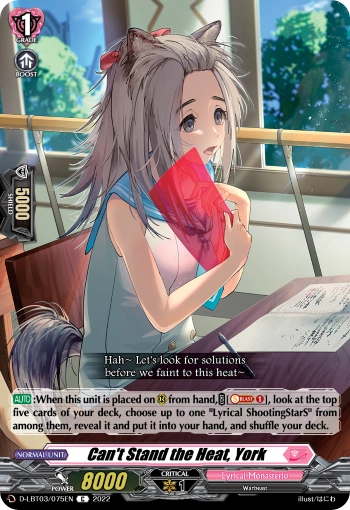 1
GRADE
BOOST
5000
SHIELD
Hah~ Let's look for solutions
before we faint to this heat~
AUTO :When this unit is placed on from hand, [SOUL BLAST 1], look at the top
five cards of your deck, choose up to one "Lyrical ShootingStarS" from
among them, reveal it and put it into your hand, and shuffle your deck.
NORMAL UNIT
Can't Stand the Heat, York
POWER 8000 CRITICAL 1
Lyrical Monasterio
Warbeast
D-LBT03/075EN C 2022 illust/はにわ